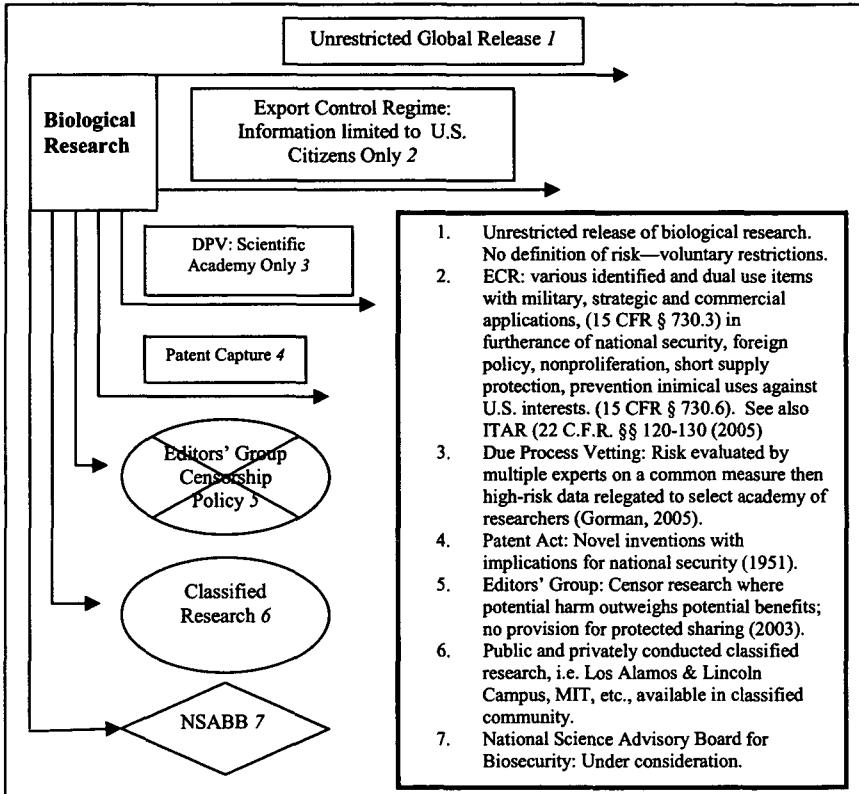 Unrestricted Global Release 1
Biological
Research
Export Control Regime:
Information limited to U.S.
Citizens Only 2
DPV: Scientific
Academy Only 3
Patent Capture 4
Editors' Group
Censorship
Policy 5
Classified
Research 6
NSABB 7
1. Unrestricted release of biological research.
No definition of risk—voluntary restrictions.
2. ECR: various identified and dual use items
with military, strategic and commercial
applications, (15 CFR § 730.3) in
furtherance of national security, foreign
policy, nonproliferation, short supply
protection, prevention inimical uses against
U.S. interests. (15 CFR § 730.6). See also
ITAR (22 C.F.R. §§ 120-130 (2005)
3. Due Process Vetting: Risk evaluated by
multiple experts on a common measure then
high-risk data relegated to select academy of
researchers (Gorman, 2005).
4. Patent Act: Novel inventions with
implications for national security (1951).
5. Editors' Group: Censor research where
potential harm outweighs potential benefits;
no provision for protected sharing (2003).
6. Public and privately conducted classified
research, i.e. Los Alamos & Lincoln
Campus, MIT, etc., available in classified
community.
7. National Science Advisory Board for
Biosecurity: Under consideration.